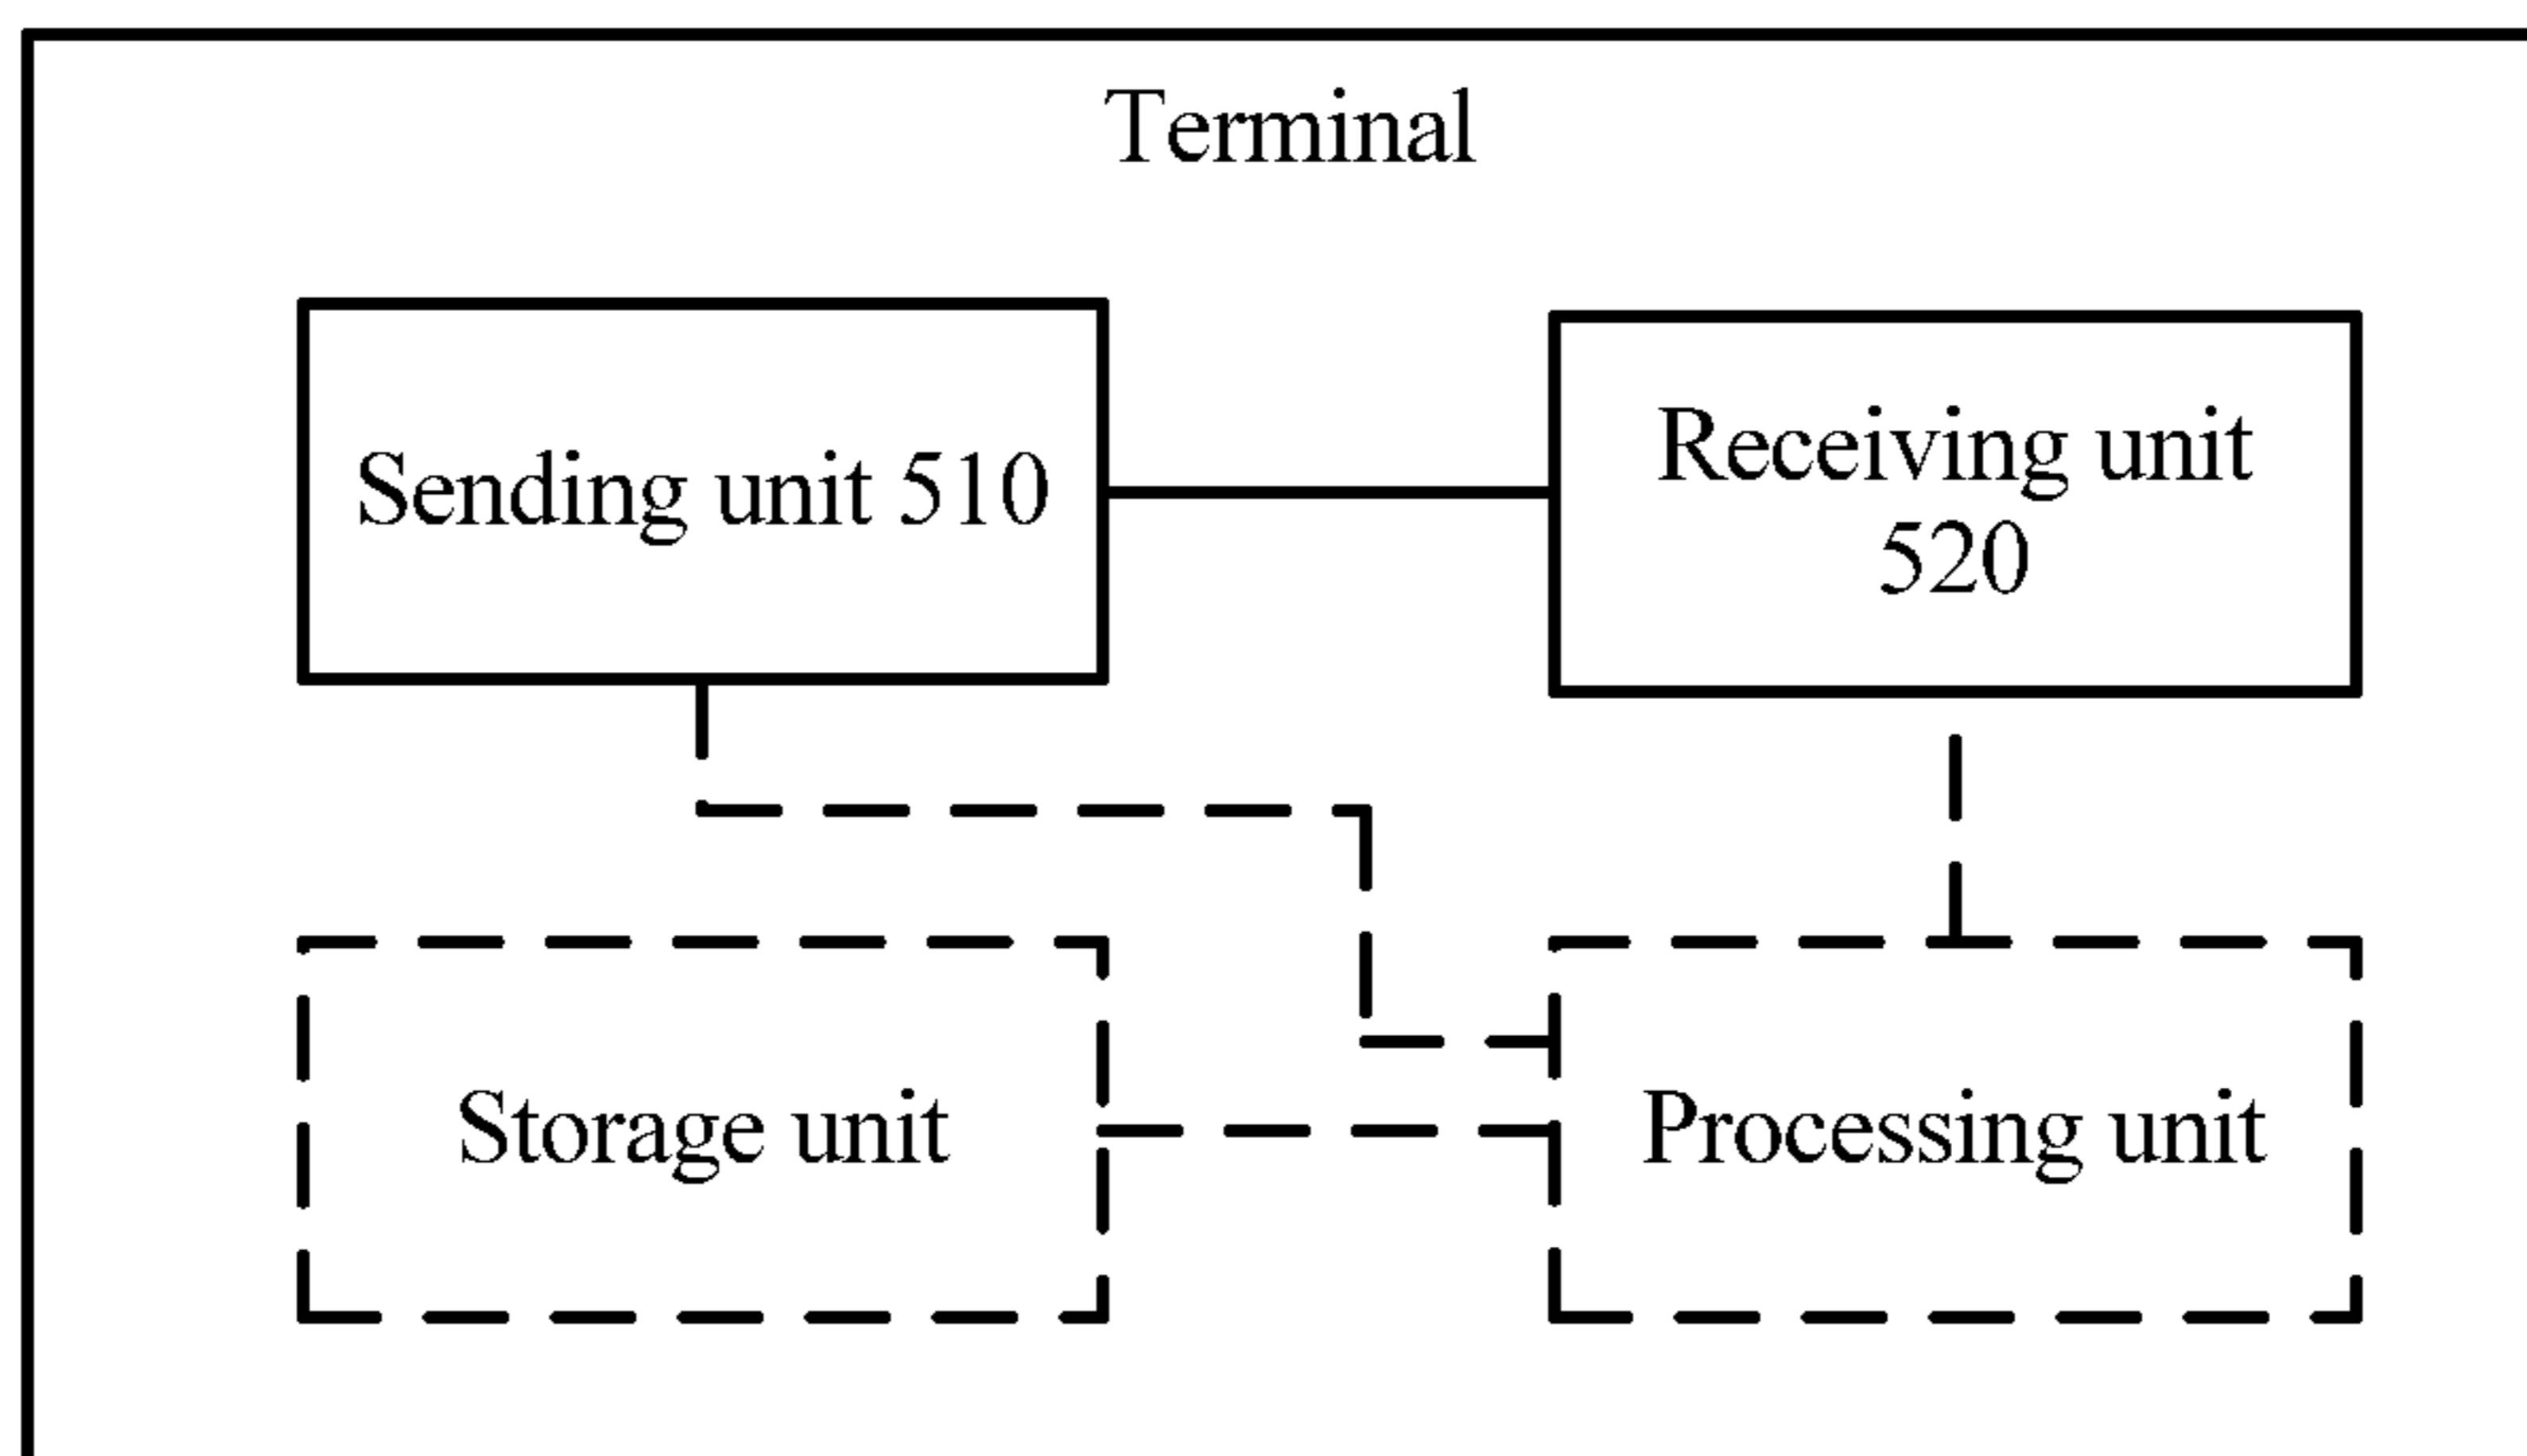 Terminal
Sending unit 510
Receiving unit
520
Storage unit
Processing unit